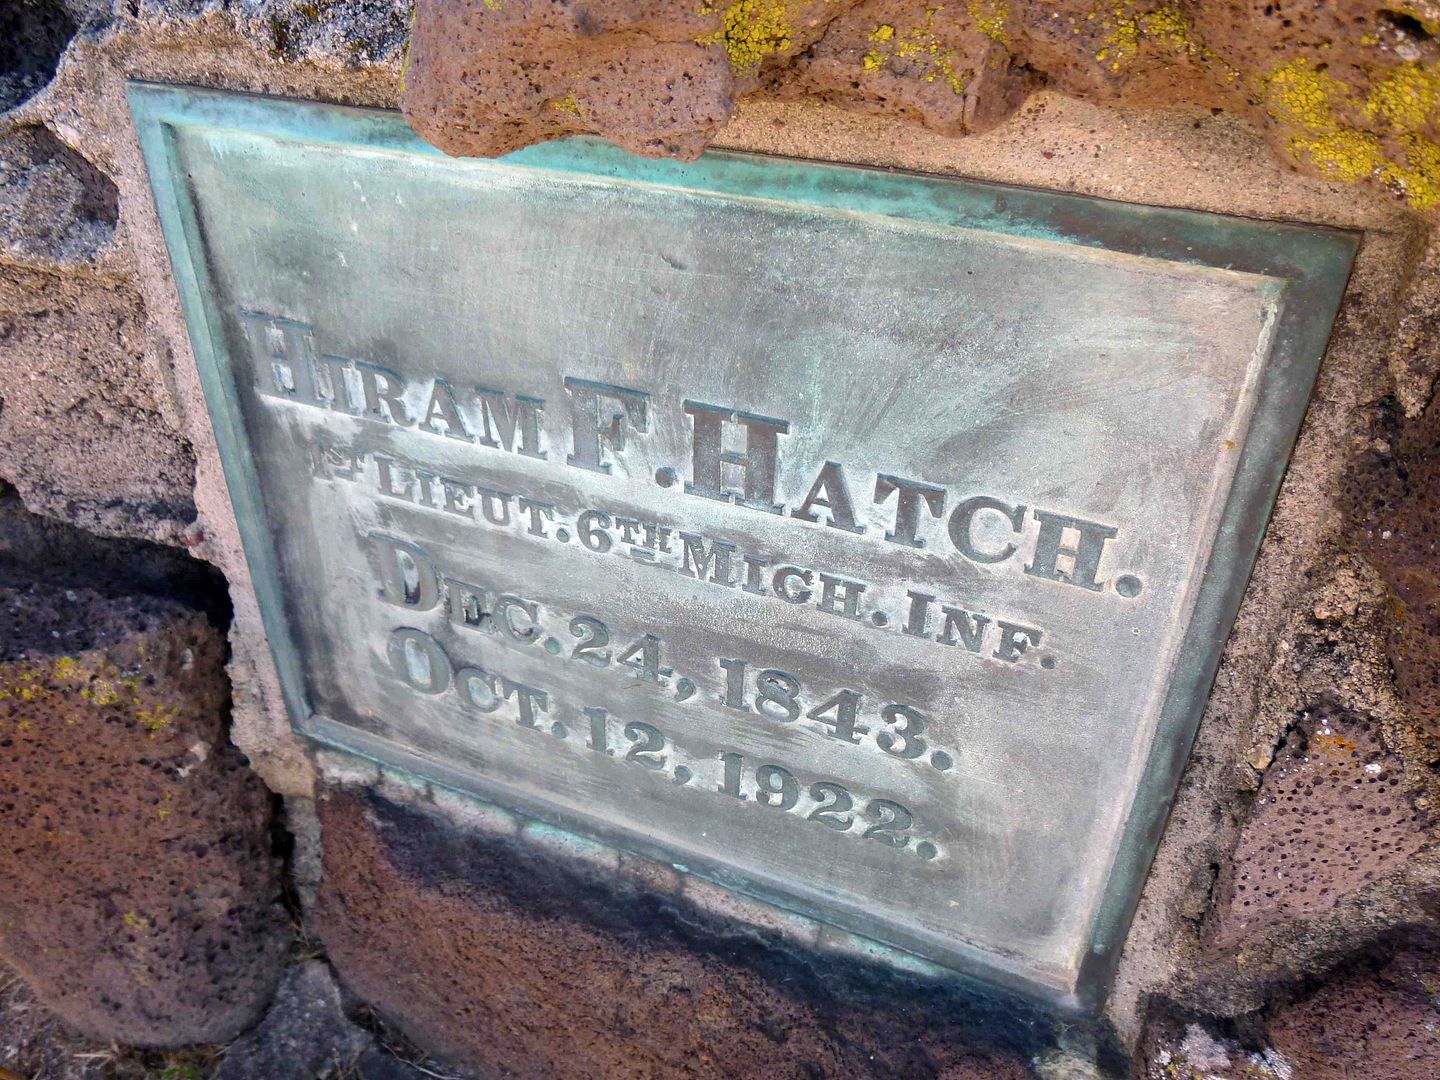 HIRAM F. HATCH.
1ST LIEUT. 6TH MICH. INF.
DEC. 24, 1843.
OCT. 12, 1922.